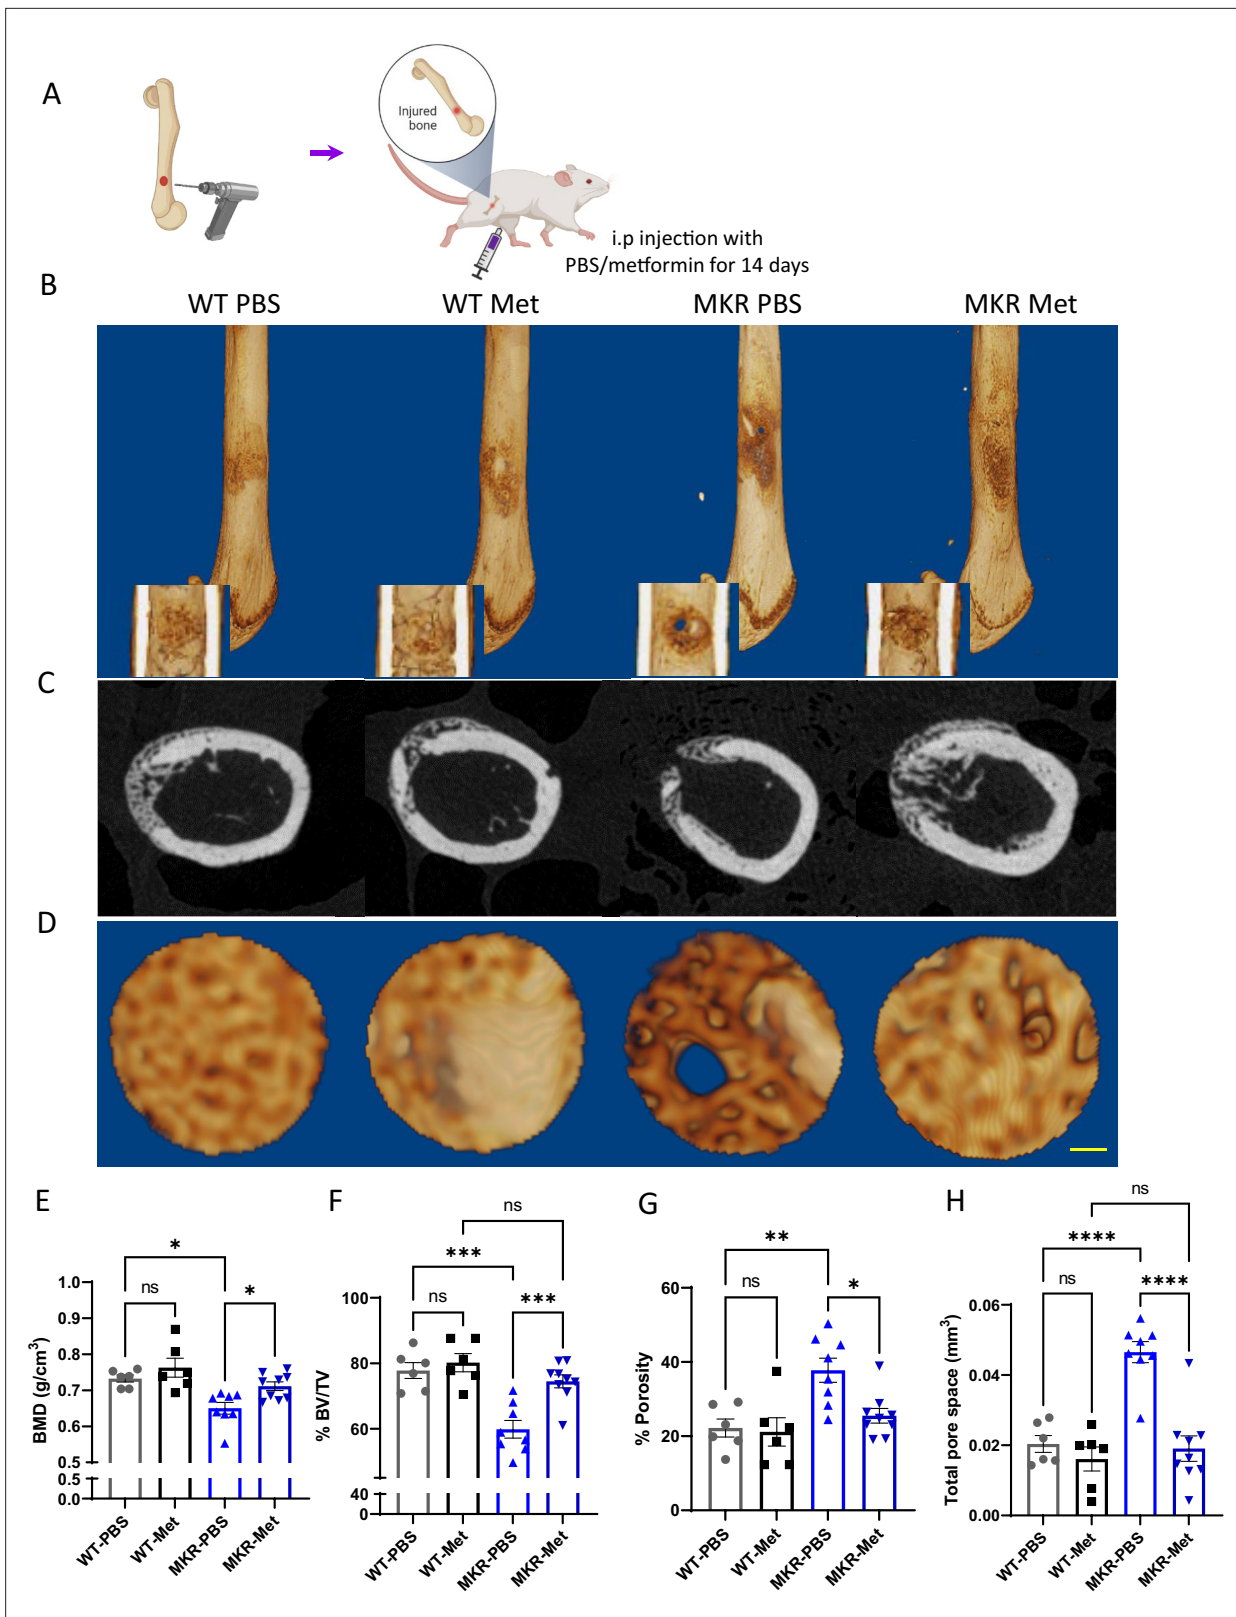 A
Injured
bone
i.p injection with
PBS/metformin for 14 days
B
WT PBS WT Met MKR PBS MKR Met
C
D
E
*
ns
*
1.0
0.9
0.8
0.7
0.6
0.5
0.5
0.0
BMD (g/cm³)
WT-PBS
WT-Met
MKR-PBS
MKR-Met
F
ns
***
ns
***
100
80
60
40
0
% BV/TV
WT-PBS
WT-Met
MKR-PBS
MKR-Met
G
**
ns
*
60
40
20
0
% Porosity
WT-PBS
WT-Met
MKR-PBS
MKR-Met
H
ns
****
ns
****
0.06
0.04
0.02
0.00
Total pore space (mm³)
WT-PBS
WT-Met
MKR-PBS
MKR-Met